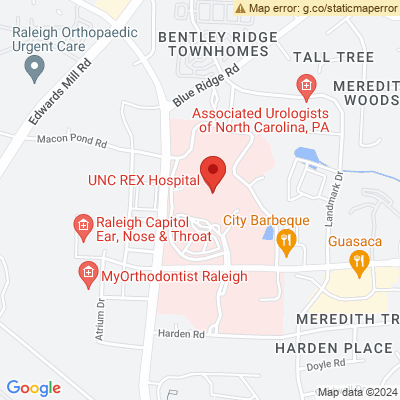 Map error: g.co/staticmaperror
Raleigh Orthopaedic
Urgent Care
BENTLEY RIDGE
TOWNHOMES
TALL TREE
Edwards Mill Rd
Blue Ridge Rd
MEREDIT
WOODS
Associated Urologists
of North Carolina, PA
Macon Pond Rd
UNC REX Hospital
Landmark Dr
Raleigh Capitol
Ear, Nose & Throat
City Barbeque
Guasaca
MyOrthodontist Raleigh
Atrium Dr
MEREDITH TR
Harden Rd
HARDEN PLACE
Doyle Rd
Google
Map data ©2024